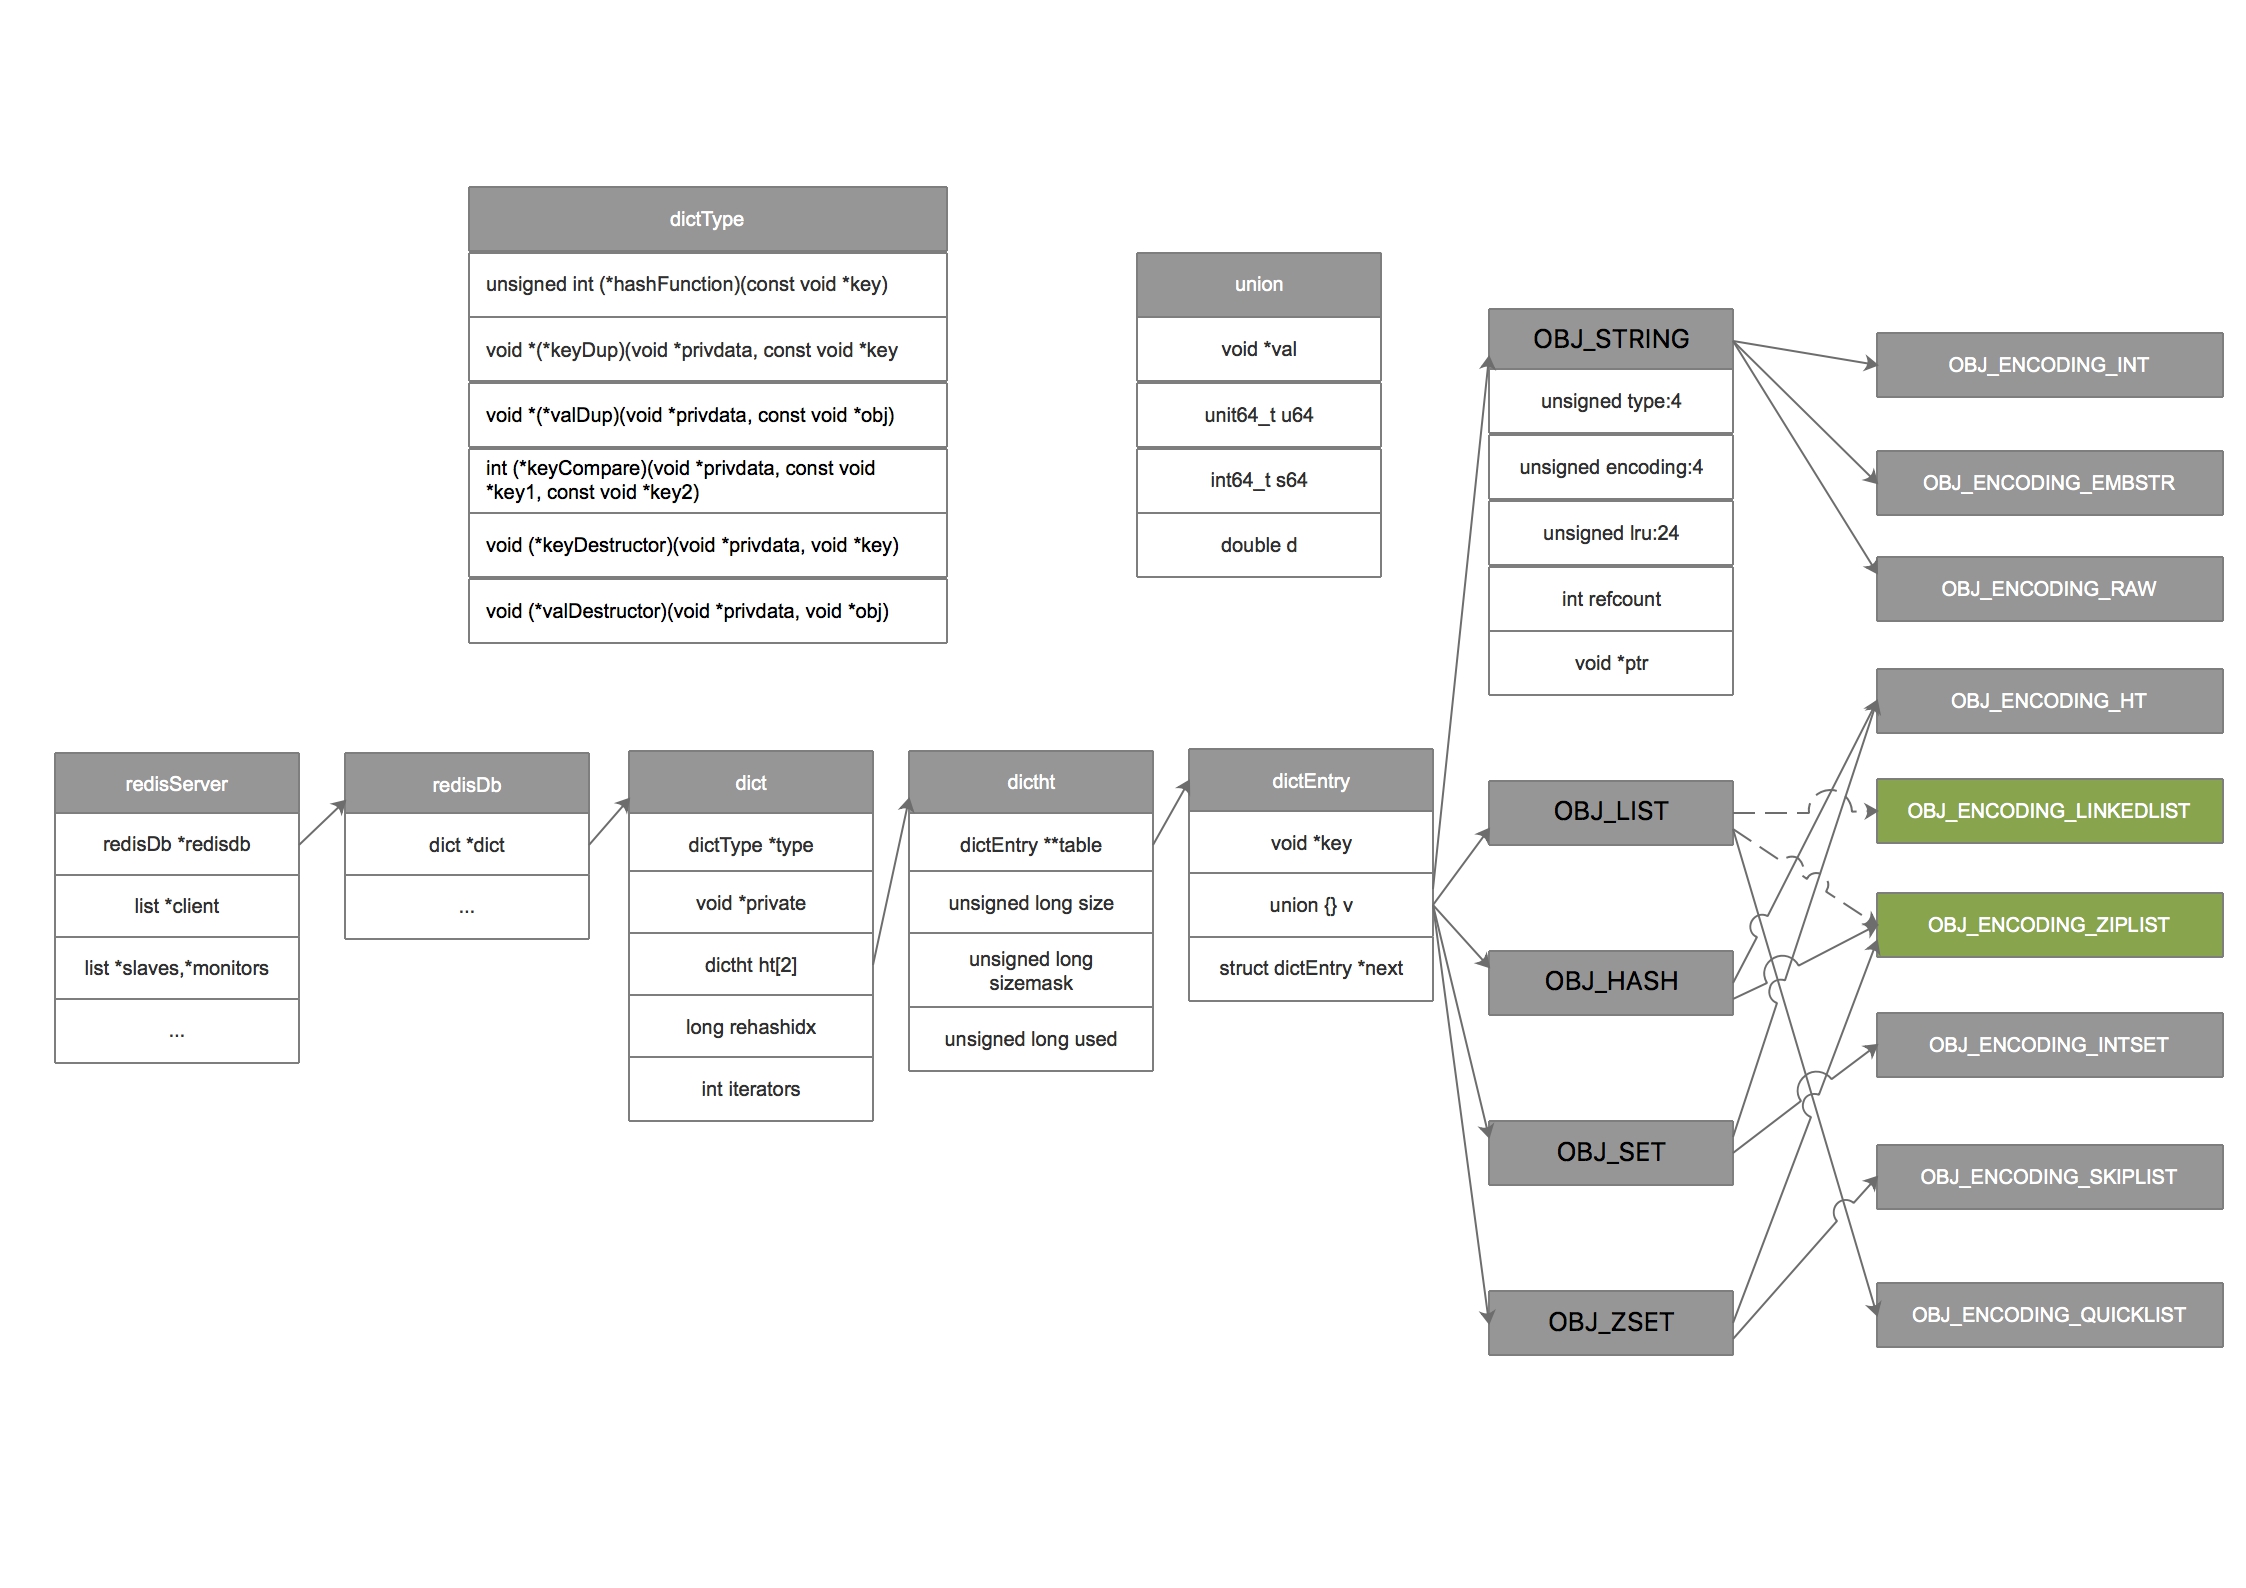 dictType
unsigned int (*hashFunction)(const void *key)
void *(*keyDup)(void *privdata, const void *key
void *(*valDup)(void *privdata, const void *obj)
int (*keyCompare)(void *privdata, const void
*key1, const void *key2)
void (*keyDestructor)(void *privdata, void *key)
void (*valDestructor)(void *privdata, void *obj)
union
void *val
unit64_t u64
int64_t s64
double d
redisServer
redisDb *redisdb
list *client
list *slaves,*monitors
...
redisDb
dict *dict
...
dict
dictType *type
void *private
dictht ht[2]
long rehashidx
int iterators
dictht
dictEntry **table
unsigned long size
unsigned long
sizemask
unsigned long used
dictEntry
void *key
union {} v
struct dictEntry *next
OBJ_STRING
unsigned type:4
unsigned encoding:4
unsigned lru:24
int refcount
void *ptr
OBJ_LIST
OBJ_HASH
OBJ_SET
OBJ_ZSET
OBJ_ENCODING_INT
OBJ_ENCODING_EMBSTR
OBJ_ENCODING_RAW
OBJ_ENCODING_HT
OBJ_ENCODING_LINKEDLIST
OBJ_ENCODING_ZIPLIST
OBJ_ENCODING_INTSET
OBJ_ENCODING_SKIPLIST
OBJ_ENCODING_QUICKLIST